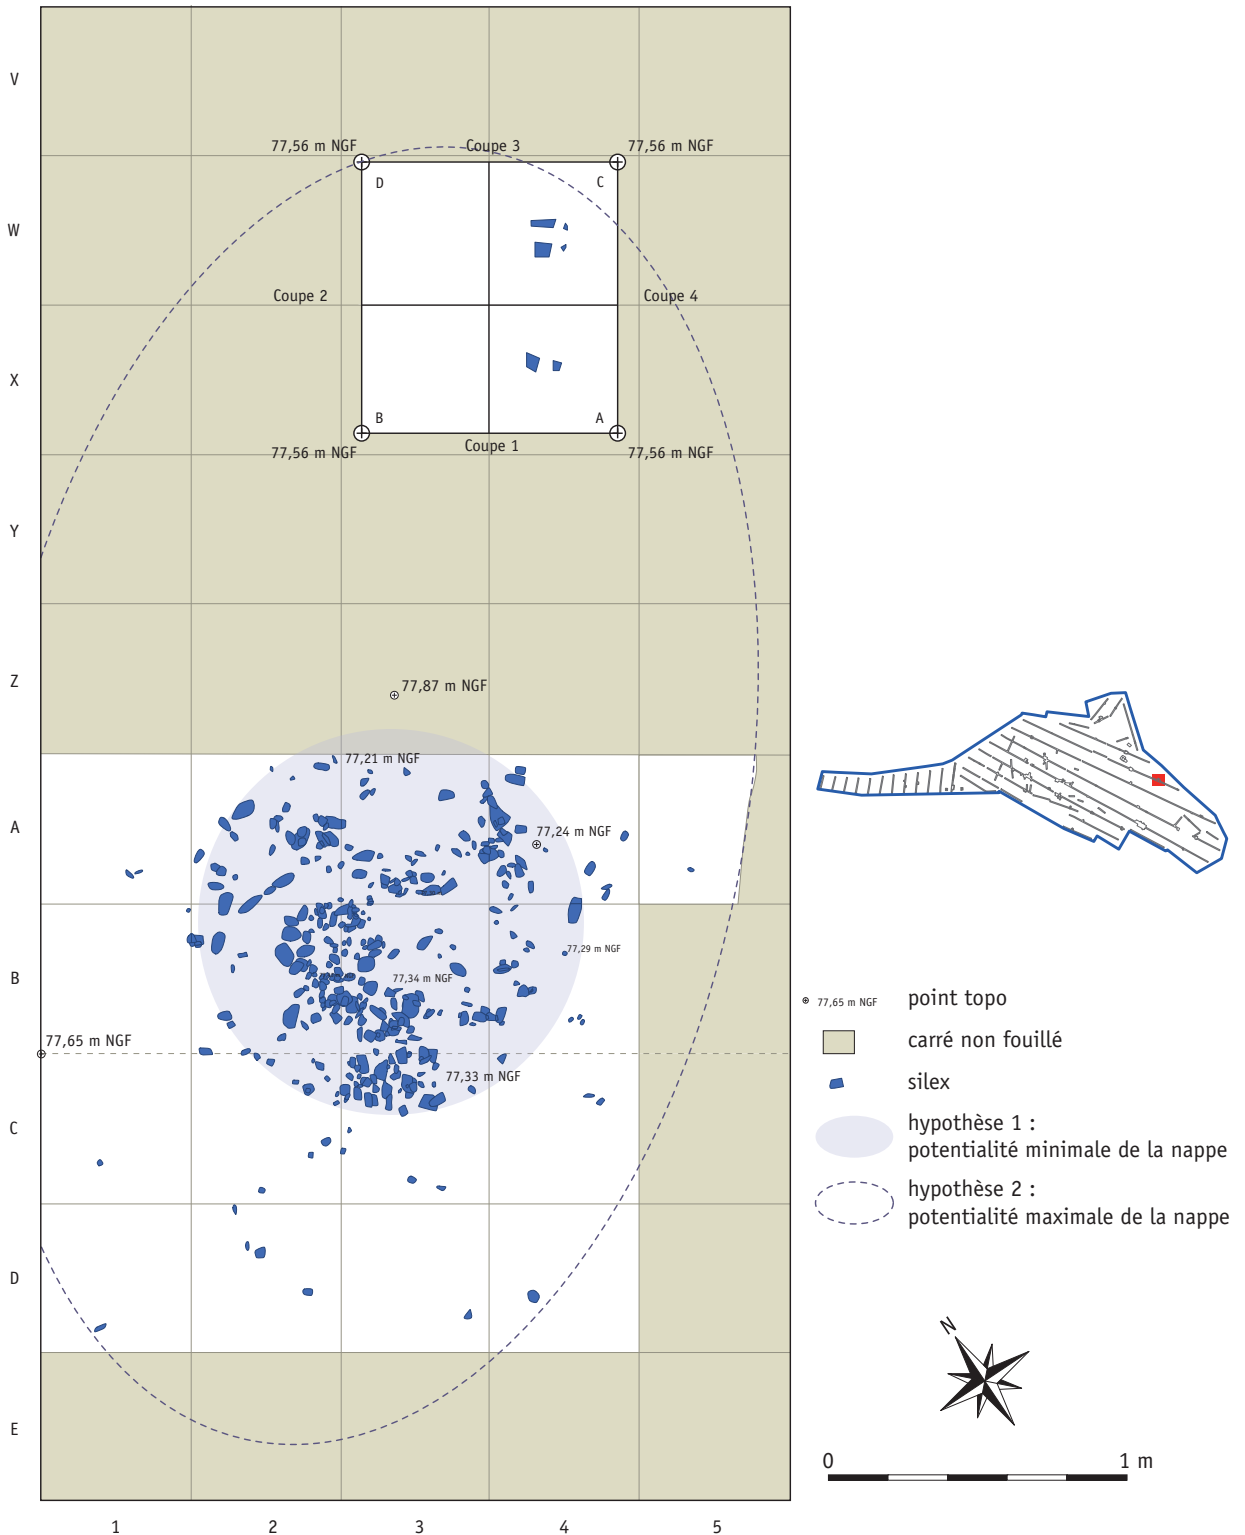 V
77,56 m NGF
Coupe 3
77,56 m NGF
D
C
W
Coupe 2
Coupe 4
X
B
A
Coupe 1
77,56 m NGF
77,56 m NGF
Y
Z
77,87 m NGF
77,21 m NGF
A
77,24 m NGF
77,29 m NGF
B
77,34 m NGF
77,65 m NGF
77,33 m NGF
C
D
E
1
2
3
4
5
77,65 m NGF
point topo
carré non fouillé
silex
hypothèse 1 :
potentialité minimale de la nappe
hypothèse 2 :
potentialité maximale de la nappe
N
0
1 m